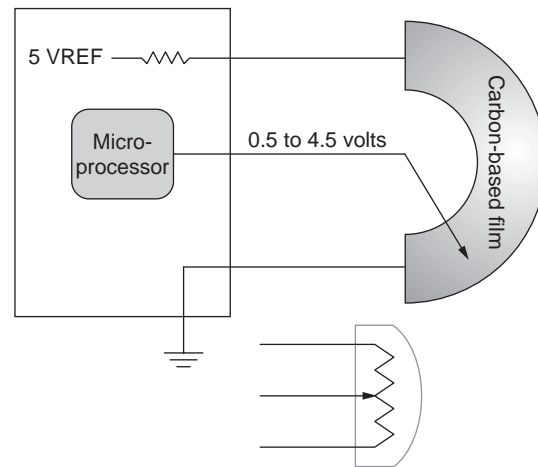 5 VREF
Micro-
processor
0.5 to 4.5 volts
Carbon-based film